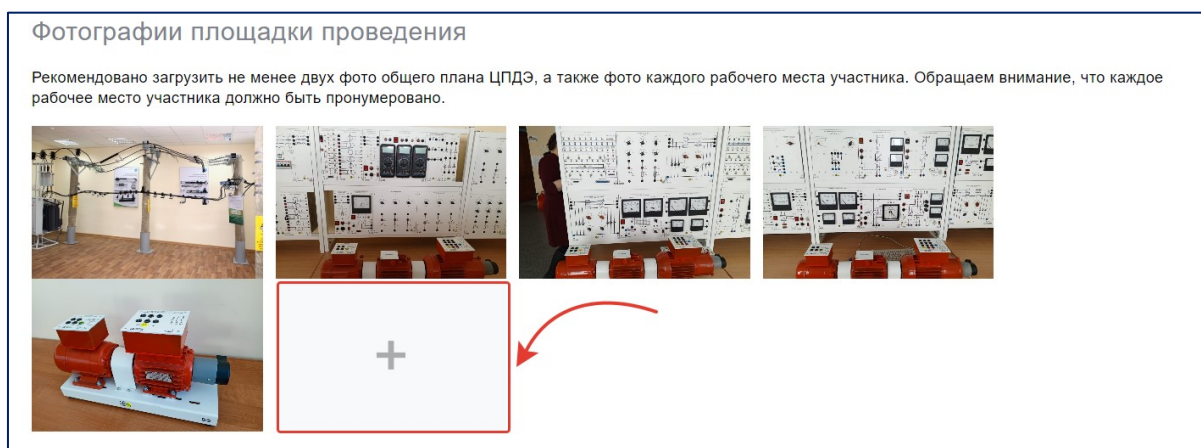 Фотографии площадки проведения
Рекомендовано загрузить не менее двух фото общего плана ЦПДЭ, а также фото каждого рабочего места участника. Обращаем внимание, что каждое
рабочее место участника должно быть пронумеровано.